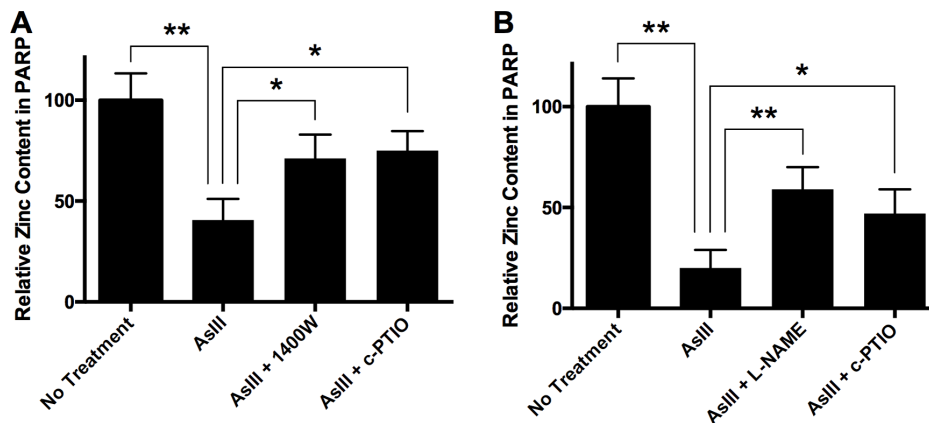 A
Relative Zinc Content in PARP
100
50
0
**
*
*
No Treatment
AsIII
AsIII + 1400W
AsIII + c-PTIO
B
Relative Zinc Content in PARP
100
50
0
**
*
**
No Treatment
AsIII
AsIII + L-NAME
AsIII + c-PTIO